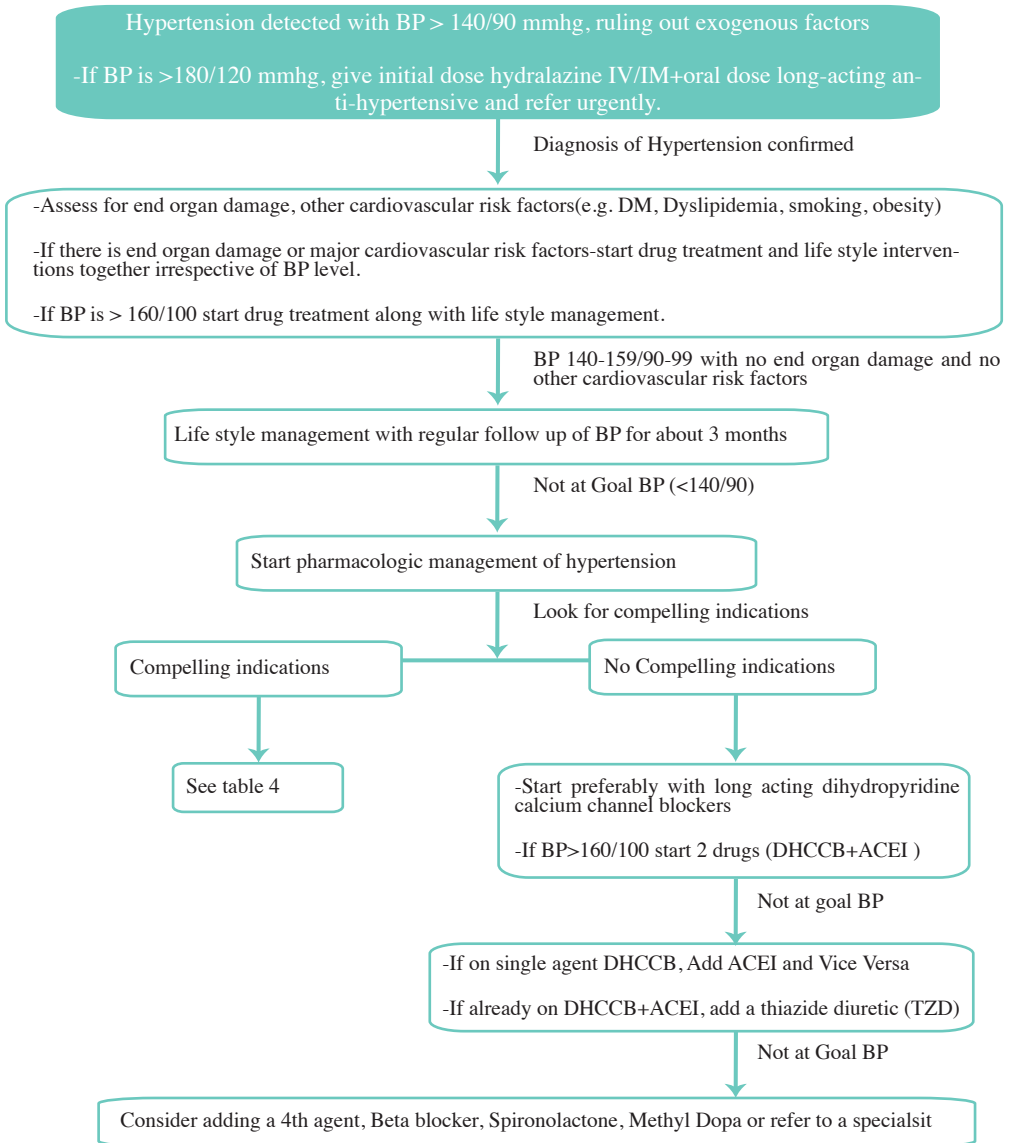 Hypertension detected with BP > 140/90 mmhg, ruling out exogenous factors
-If BP is >180/120 mmhg, give initial dose hydralazine IV/IM+oral dose long-acting an-
ti-hypertensive and refer urgently.
Diagnosis of Hypertension confirmed
-Assess for end organ damage, other cardiovascular risk factors(e.g. DM, Dyslipidemia, smoking, obesity)
-If there is end organ damage or major cardiovascular risk factors-start drug treatment and life style interven-
tions together irrespective of BP level.
-If BP is > 160/100 start drug treatment along with life style management.
BP 140-159/90-99 with no end organ damage and no
other cardiovascular risk factors
Life style management with regular follow up of BP for about 3 months
Not at Goal BP (<140/90)
Start pharmacologic management of hypertension
Look for compelling indications
Compelling indications
No Compelling indications
See table 4
-Start preferably with long acting dihydropyridine
calcium channel blockers
-If BP>160/100 start 2 drugs (DHCCB+ACEI )
Not at goal BP
-If on single agent DHCCB, Add ACEI and Vice Versa
-If already on DHCCB+ACEI, add a thiazide diuretic (TZD)
Not at Goal BP
Consider adding a 4th agent, Beta blocker, Spironolactone, Methyl Dopa or refer to a specialsit